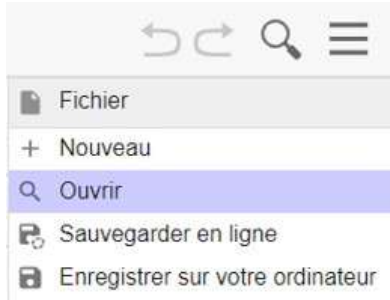 Fichier
Nouveau
Ouvrir
Sauvegarder en ligne
Enregistrer sur votre ordinateur